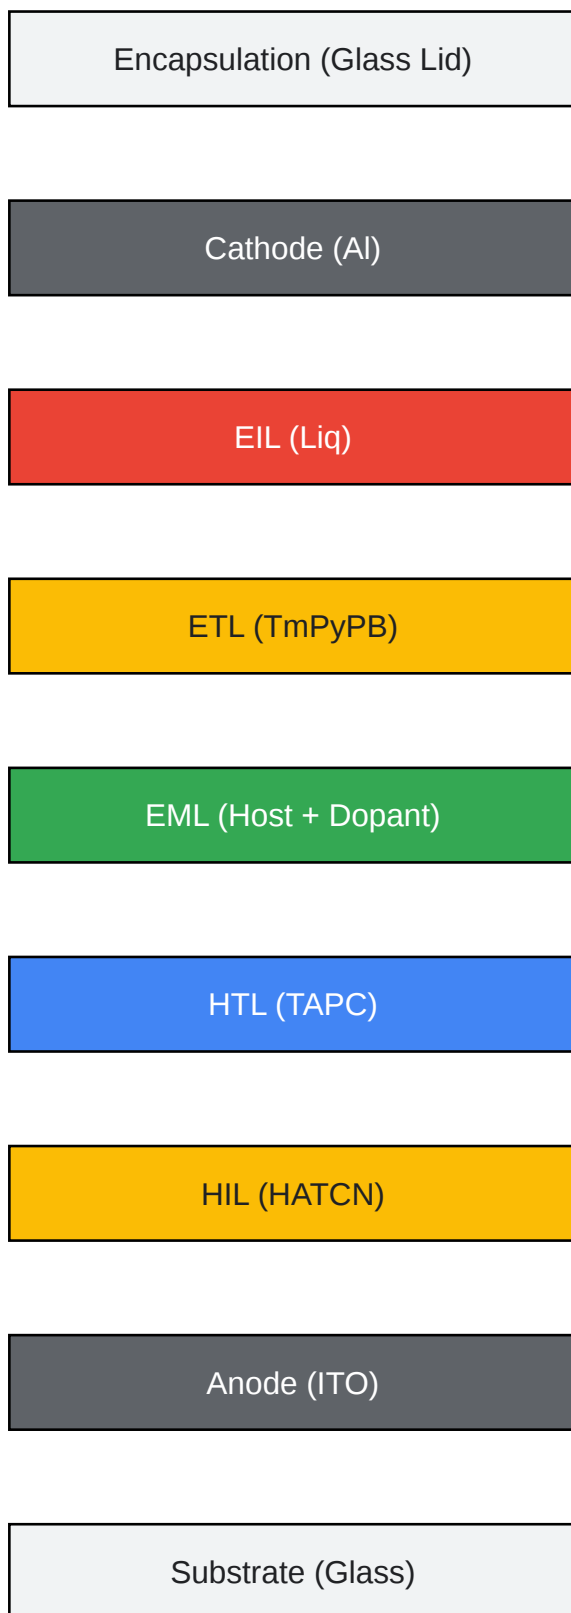 Encapsulation (Glass Lid)
Cathode (Al)
EIL (Liq)
ETL (TmPyPB)
EML (Host + Dopant)
HTL (TAPC)
HIL (HATCN)
Anode (ITO)
Substrate (Glass)